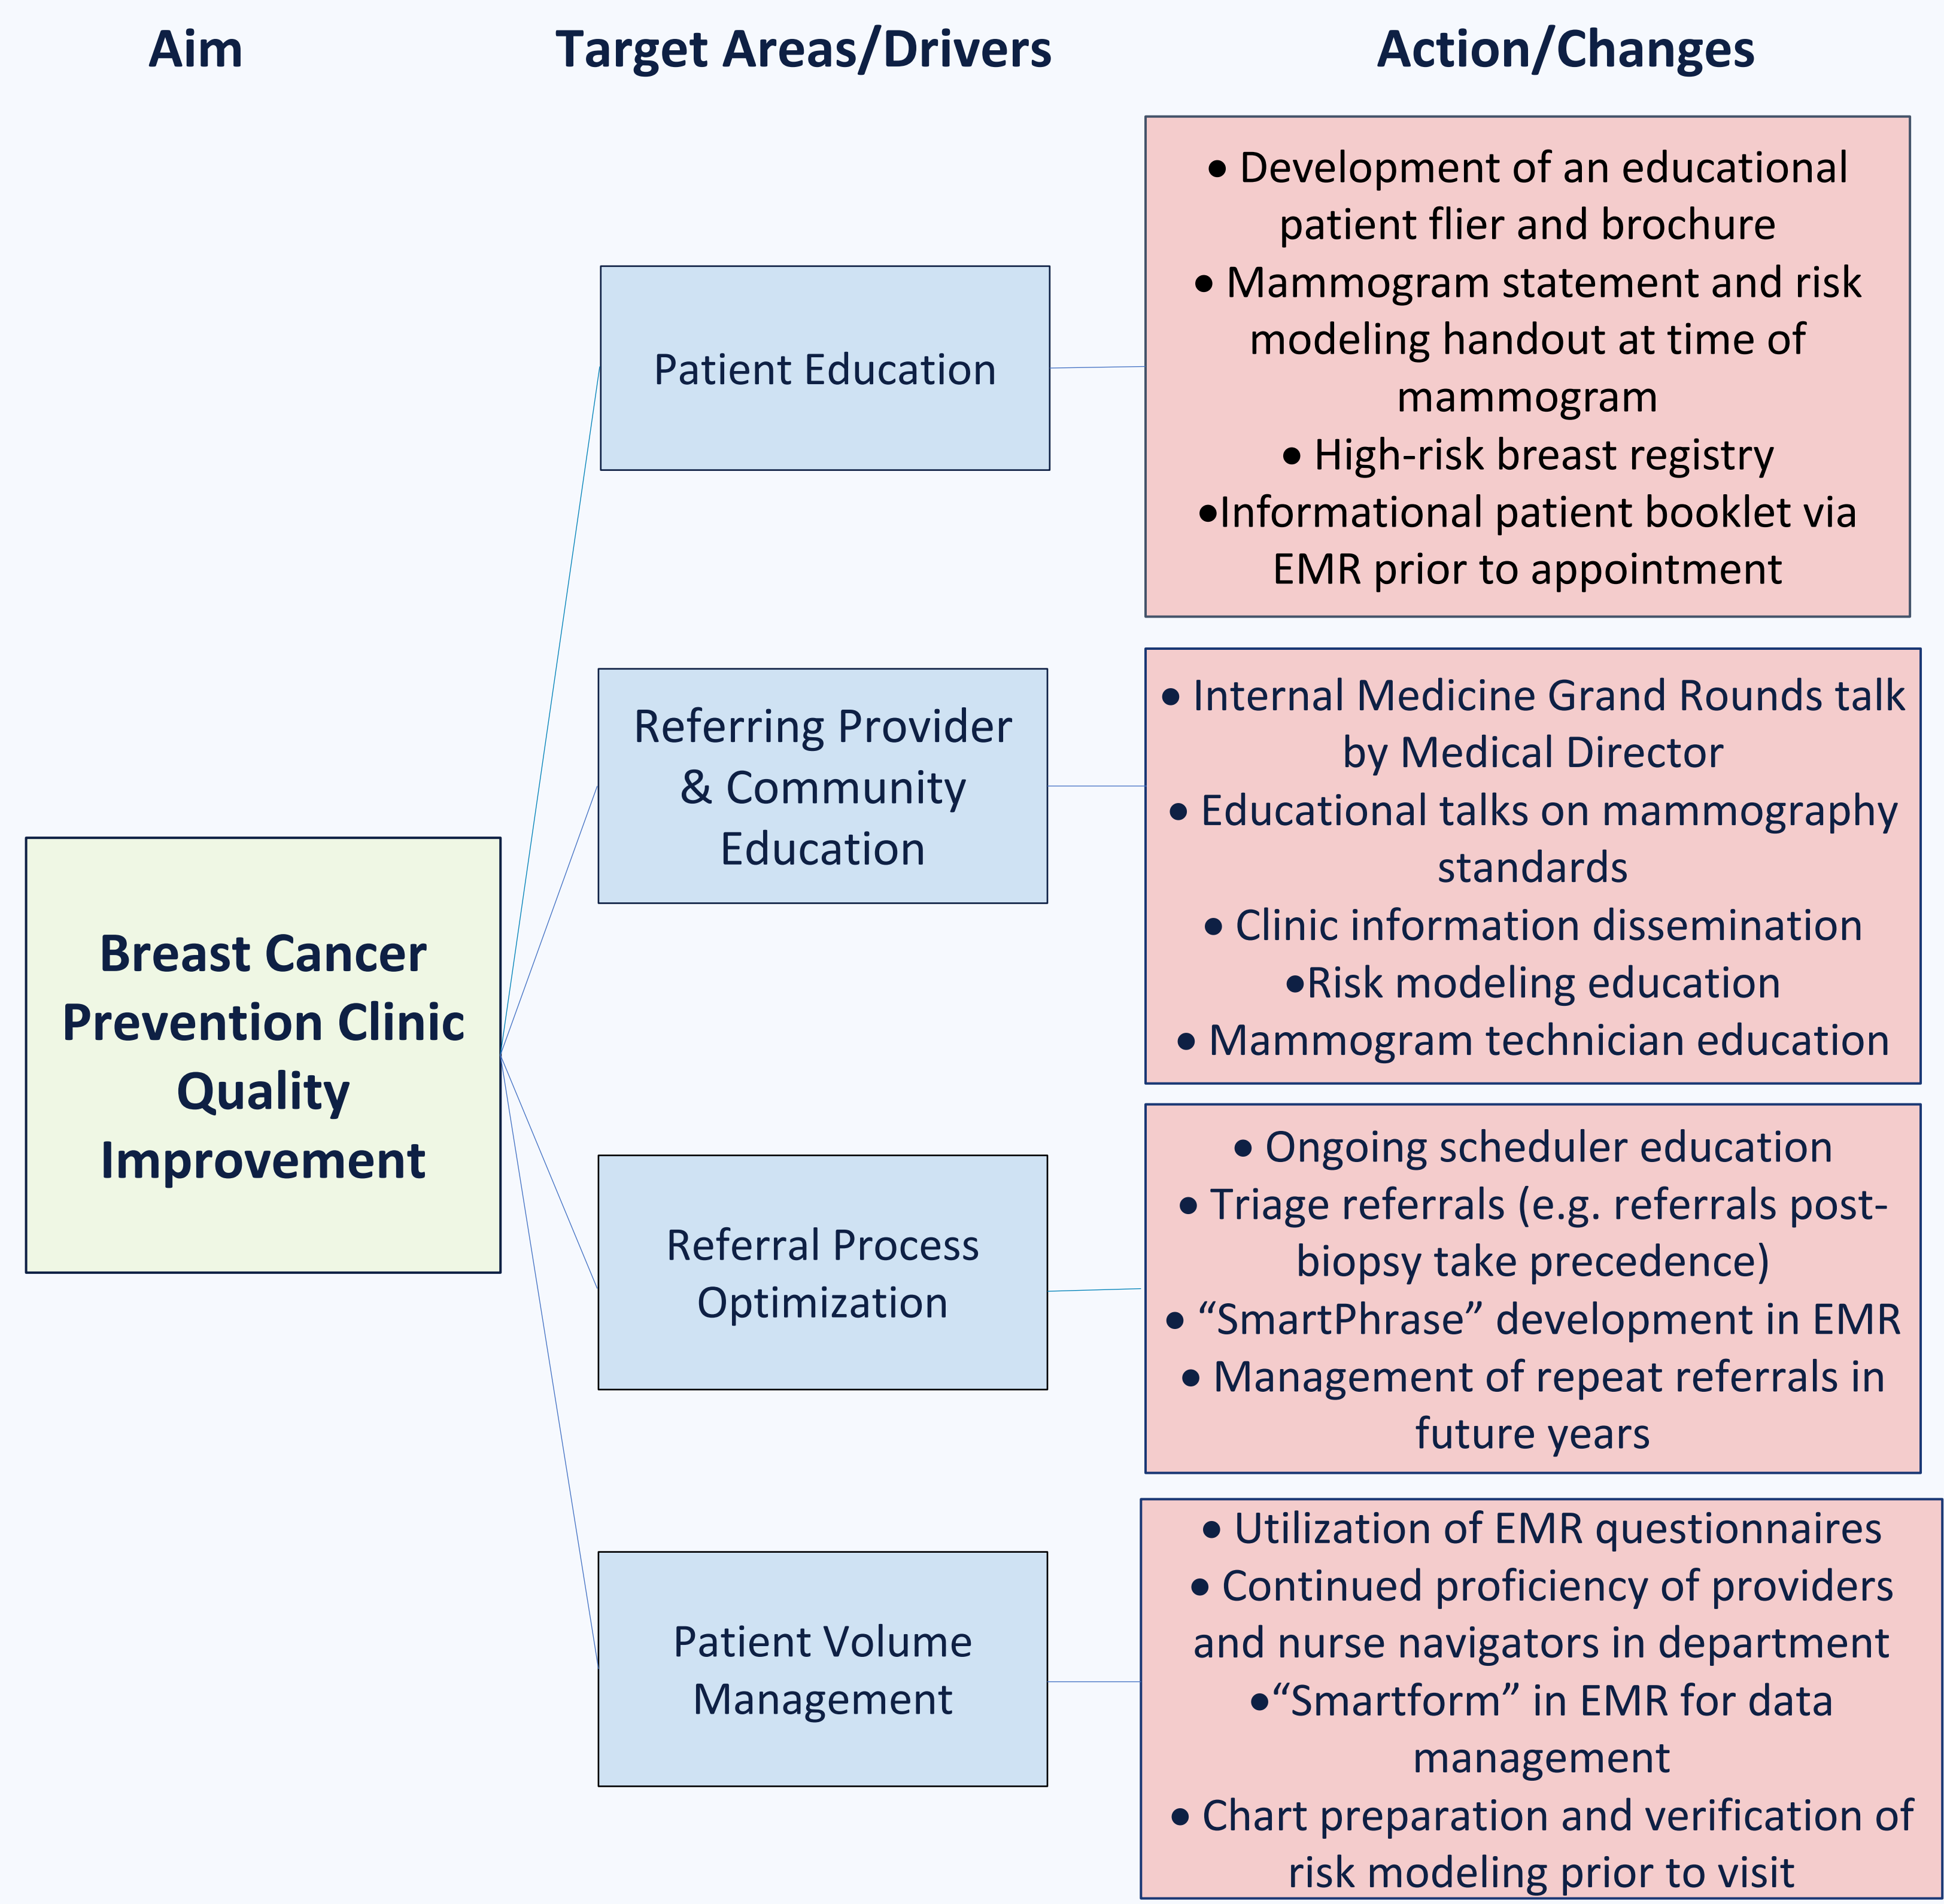 Aim
Target Areas/Drivers
Action/Changes
Breast Cancer
Prevention Clinic
Quality
Improvement
Patient Education
• Development of an educational
patient flier and brochure
• Mammogram statement and risk
modeling handout at time of
mammogram
• High-risk breast registry
•Informational patient booklet via
EMR prior to appointment
Referring Provider
& Community
Education
• Internal Medicine Grand Rounds talk
by Medical Director
• Educational talks on mammography
standards
• Clinic information dissemination
•Risk modeling education
• Mammogram technician education
Referral Process
Optimization
• Ongoing scheduler education
• Triage referrals (e.g. referrals post-
biopsy take precedence)
• “SmartPhrase” development in EMR
• Management of repeat referrals in
future years
Patient Volume
Management
• Utilization of EMR questionnaires
• Continued proficiency of providers
and nurse navigators in department
•“Smartform” in EMR for data
management
• Chart preparation and verification of
risk modeling prior to visit